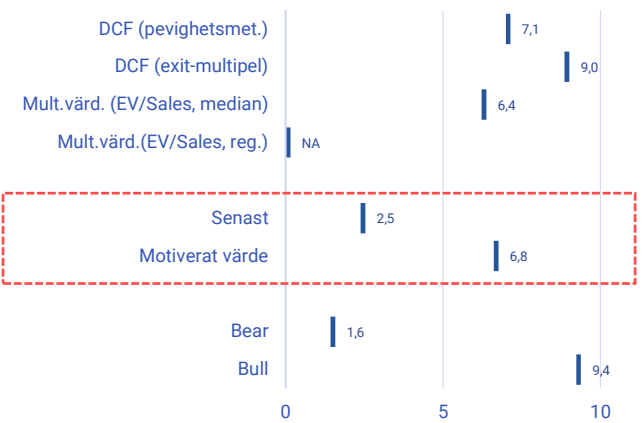 DCF (pevighetsmet.) 7,1
DCF (exit-multipel) 9,0
Mult.värd. (EV/Sales, median) 6,4
Mult.värd.(EV/Sales, reg.) NA
Senast 2,5
Motiverat värde 6,8
Bear 1,6
Bull 9,4
0 5 10